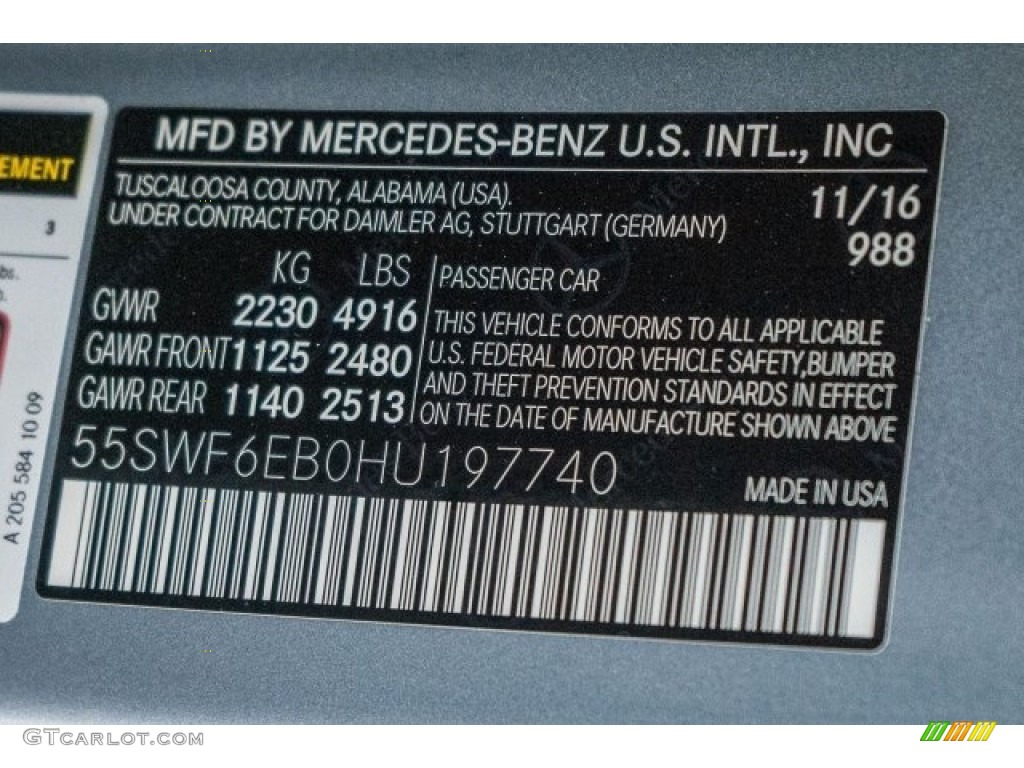 MFD BY MERCEDES-BENZ U.S. INTL., INC
TUSCALOOSA COUNTY, ALABAMA (USA).
UNDER CONTRACT FOR DAIMLER AG, STUTTGART (GERMANY)
11/16
988
KG LBS
GVWR 2230 4916
GAWR FRONT 1125 2480
GAWR REAR 1140 2513
PASSENGER CAR
THIS VEHICLE CONFORMS TO ALL APPLICABLE
U.S. FEDERAL MOTOR VEHICLE SAFETY, BUMPER
AND THEFT PREVENTION STANDARDS IN EFFECT
ON THE DATE OF MANUFACTURE SHOWN ABOVE
55SWF6EB0HU197740
MADE IN USA
EMENT
3
A 205 584 10 09
GTCARLOT.COM